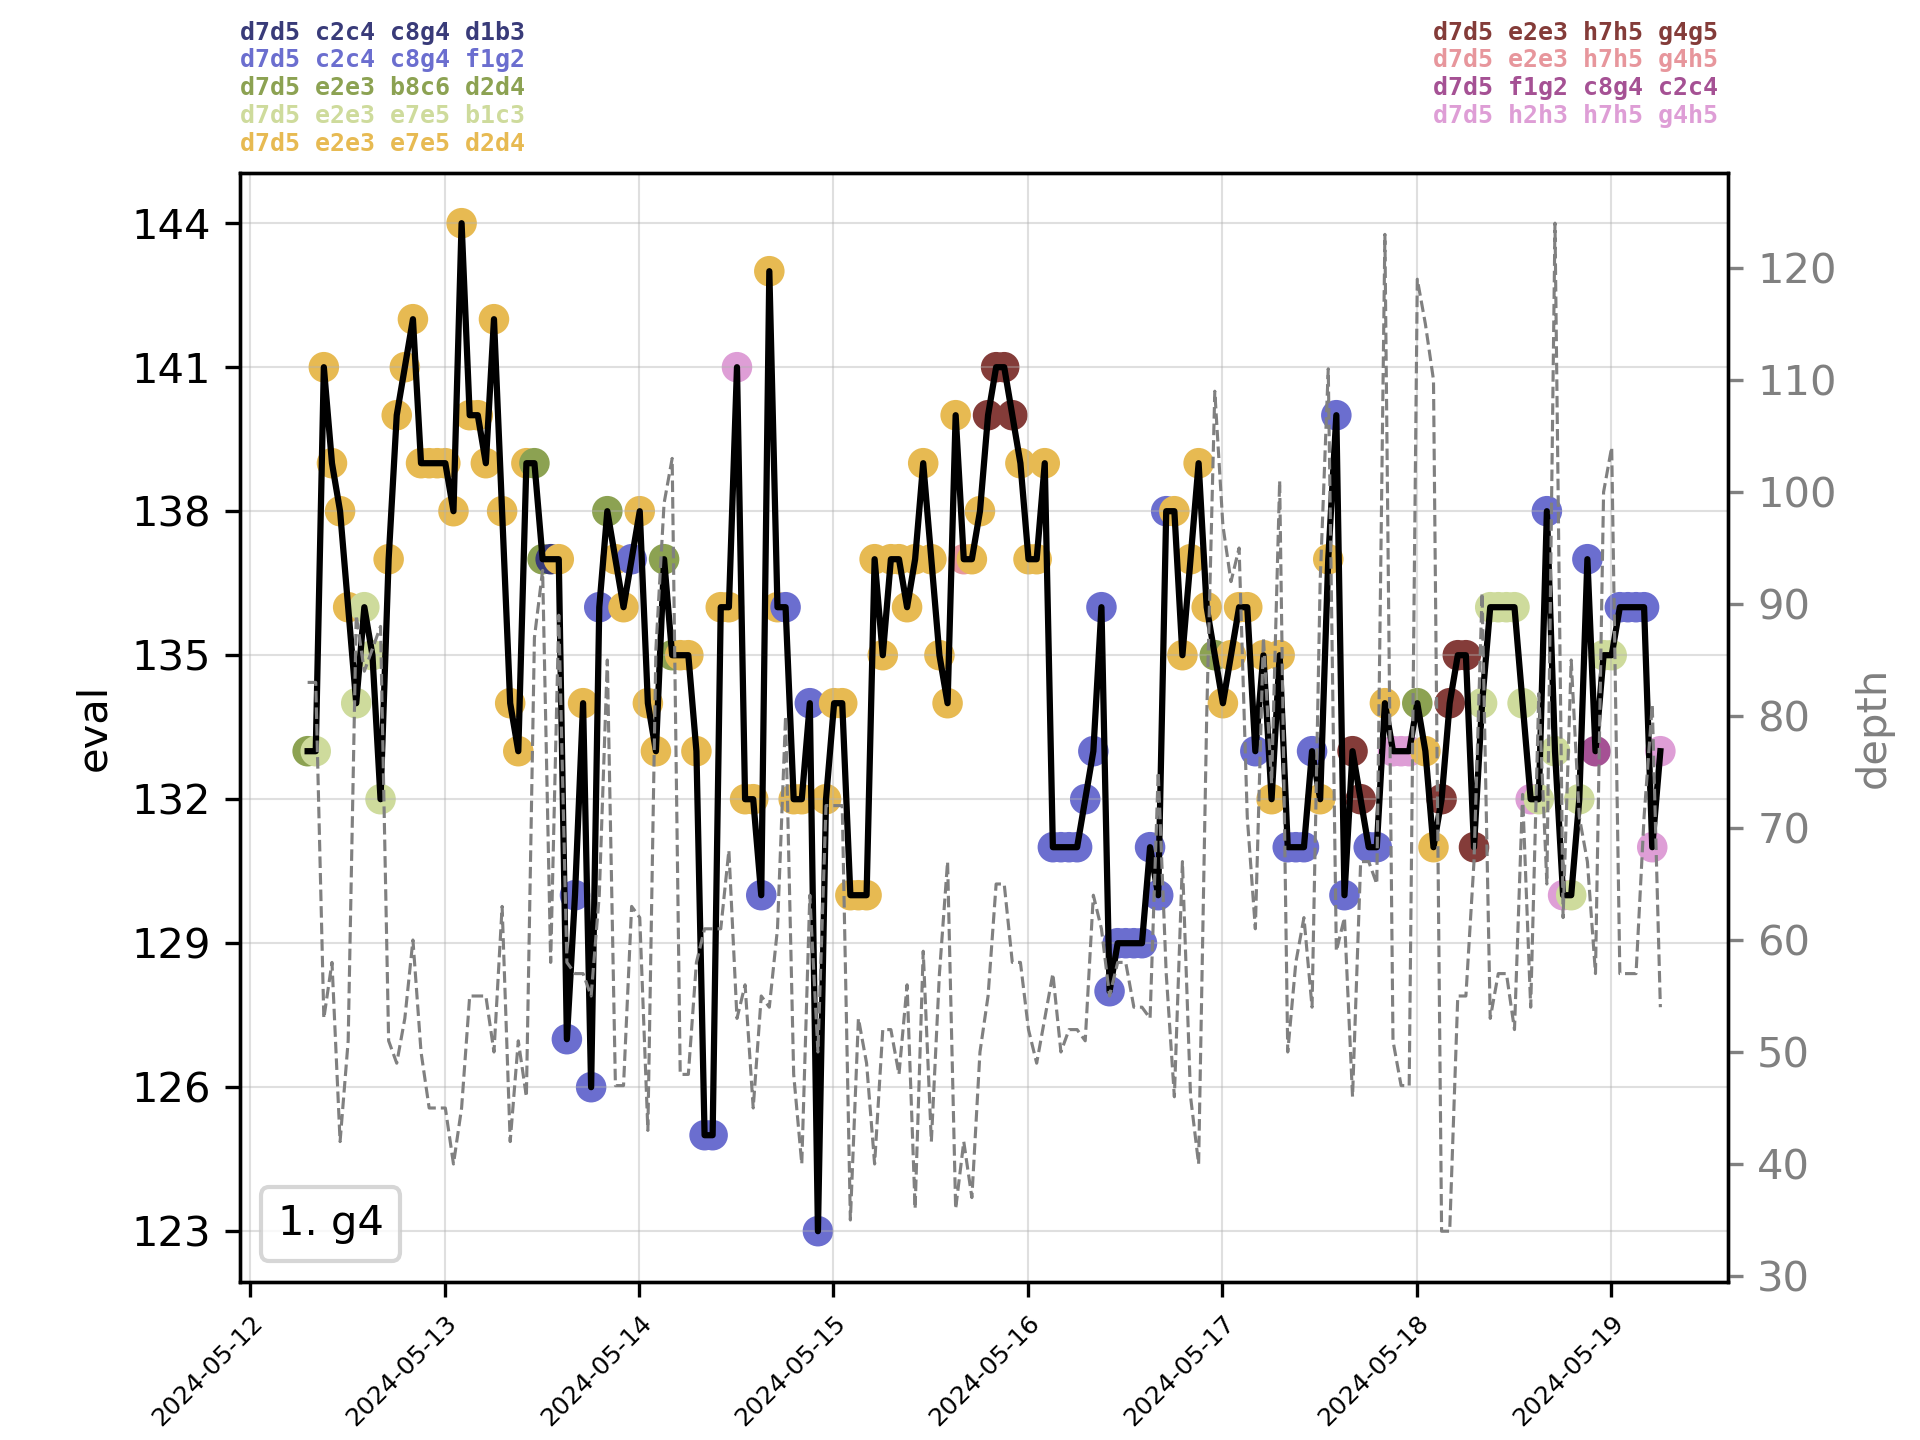 d7d5 c2c4 c8g4 d1b3
d7d5 c2c4 c8g4 f1g2
d7d5 e2e3 b8c6 d2d4
d7d5 e2e3 e7e5 b1c3
d7d5 e2e3 e7e5 d2d4
d7d5 e2e3 h7h5 g4g5
d7d5 e2e3 h7h5 g4h5
d7d5 f1g2 c8g4 c2c4
d7d5 h2h3 h7h5 g4h5
144
141
138
135
132
129
126
123
eval
120
110
100
90
80
70
60
50
40
30
depth
1. g4
2024-05-12
2024-05-13
2024-05-14
2024-05-15
2024-05-16
2024-05-17
2024-05-18
2024-05-19